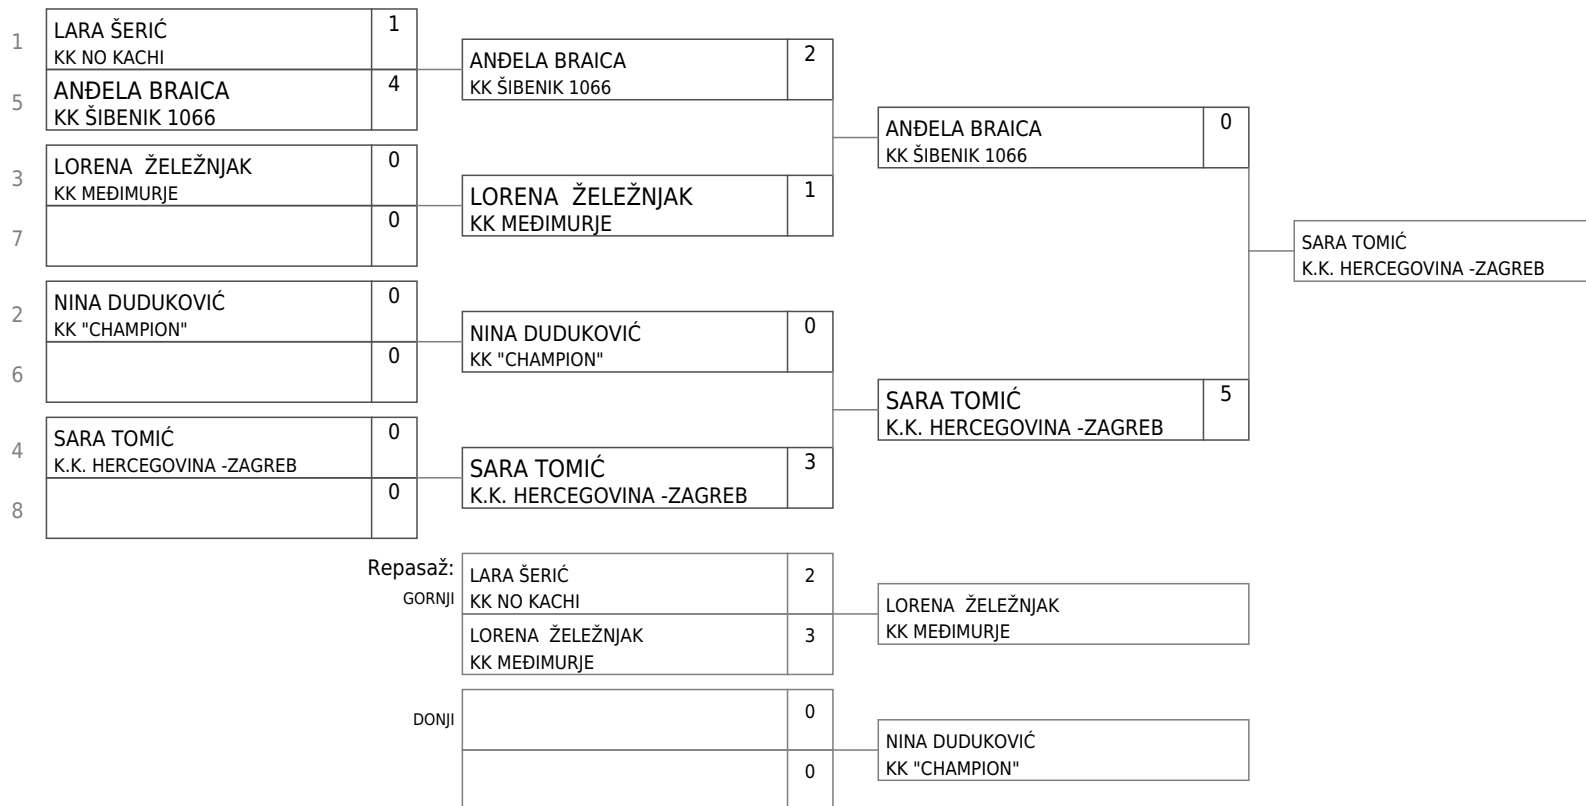 1
LARA ŠERIĆ
KK NO KACHI
1
5
ANĐELA BRAICA
KK ŠIBENIK 1066
4
3
LORENA  ŽELEŽNJAK
KK MEĐIMURJE
0
7
0
2
NINA DUDUKOVIĆ
KK "CHAMPION"
0
6
0
4
SARA TOMIĆ
K.K. HERCEGOVINA -ZAGREB
0
8
0
ANĐELA BRAICA
KK ŠIBENIK 1066
2
LORENA  ŽELEŽNJAK
KK MEĐIMURJE
1
NINA DUDUKOVIĆ
KK "CHAMPION"
0
SARA TOMIĆ
K.K. HERCEGOVINA -ZAGREB
3
ANĐELA BRAICA
KK ŠIBENIK 1066
0
SARA TOMIĆ
K.K. HERCEGOVINA -ZAGREB
5
SARA TOMIĆ
K.K. HERCEGOVINA -ZAGREB
Repasaž:
GORNJI
LARA ŠERIĆ
KK NO KACHI
2
LORENA  ŽELEŽNJAK
KK MEĐIMURJE
3
LORENA  ŽELEŽNJAK
KK MEĐIMURJE
DONJI
0
0
NINA DUDUKOVIĆ
KK "CHAMPION"